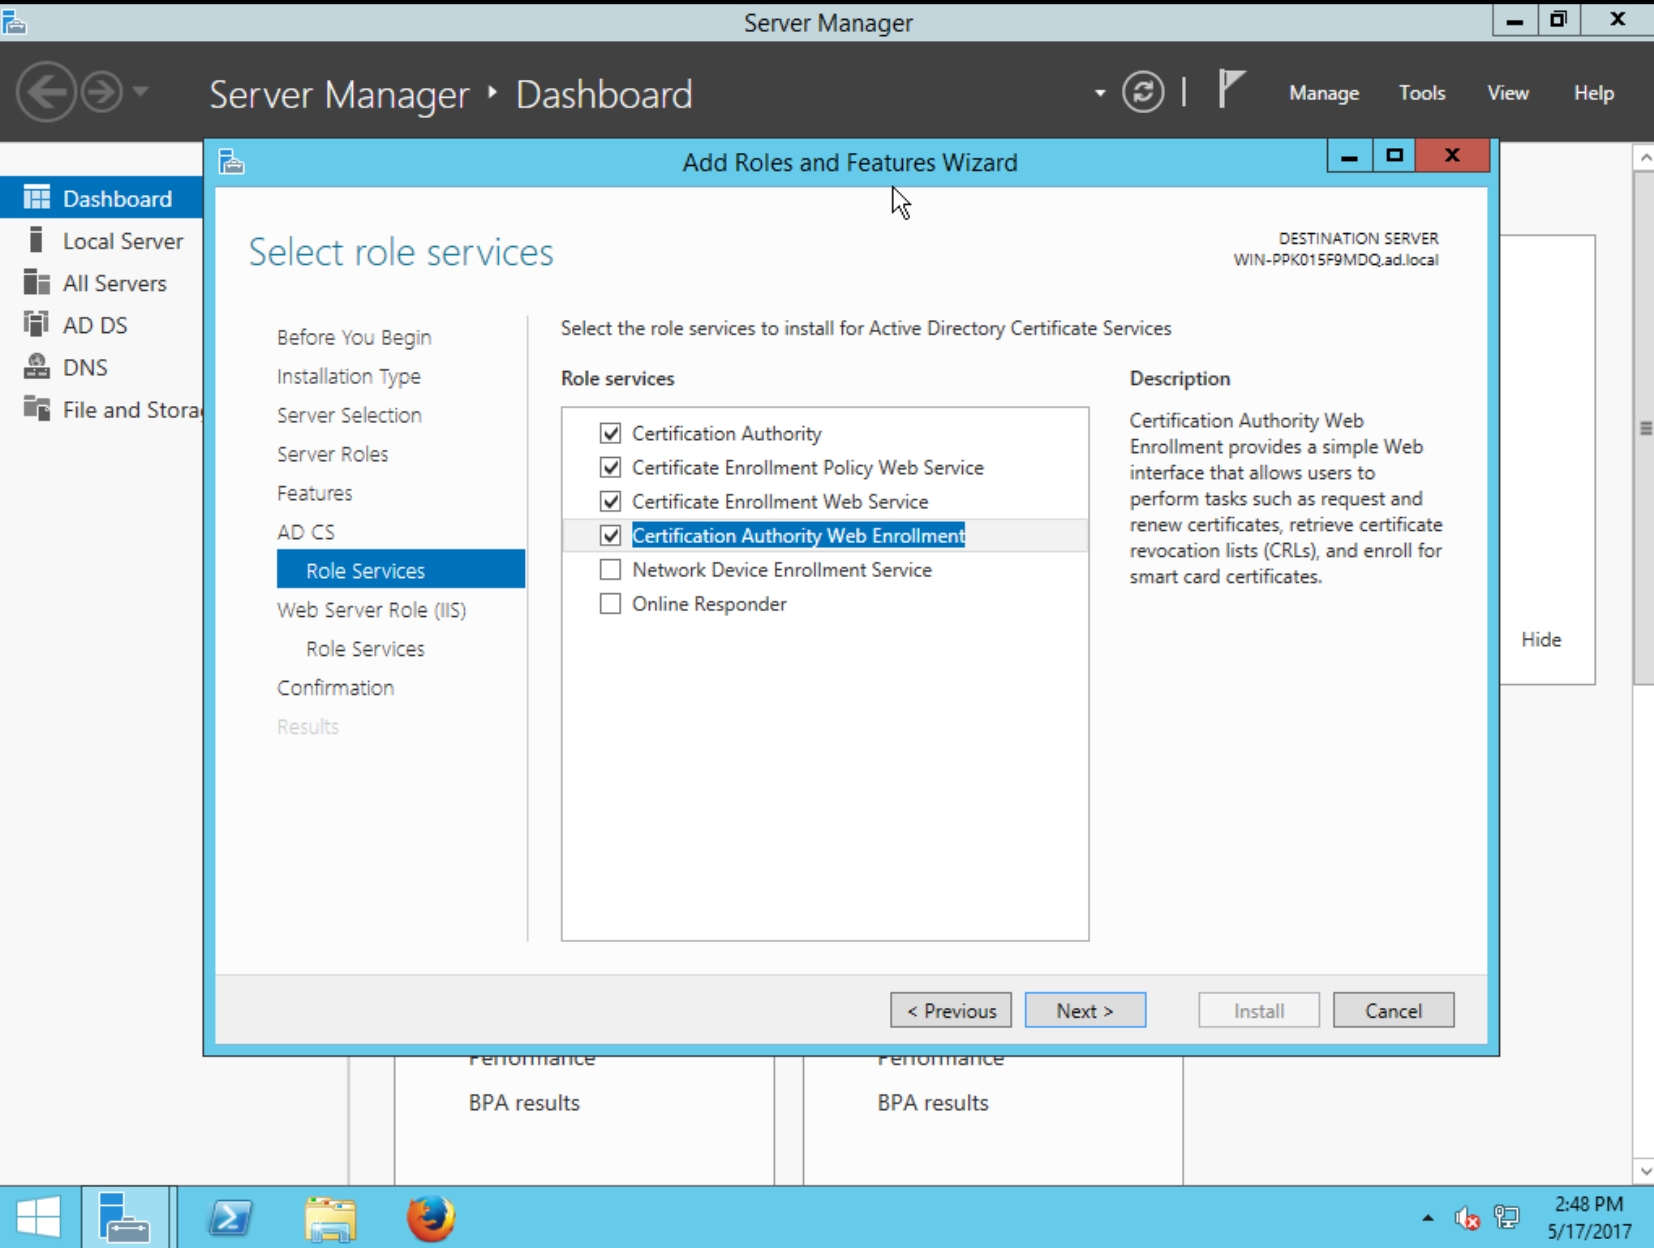 Server Manager
Server Manager • Dashboard
Manage
Tools
View
Help
Add Roles and Features Wizard
Dashboard
Local Server
All Servers
AD DS
DNS
File and Stora
Select role services
DESTINATION SERVER
WIN-PPK015F9MDQ.ad.local
Before You Begin
Installation Type
Server Selection
Server Roles
Features
AD CS
Role Services
Web Server Role (IIS)
Role Services
Confirmation
Results
Select the role services to install for Active Directory Certificate Services
Role services
Certification Authority
Certificate Enrollment Policy Web Service
Certificate Enrollment Web Service
Certification Authority Web Enrollment
Network Device Enrollment Service
Online Responder
Description
Certification Authority Web
Enrollment provides a simple Web
interface that allows users to
perform tasks such as request and
renew certificates, retrieve certificate
revocation lists (CRLs), and enroll for
smart card certificates.
Hide
< Previous
Next >
Install
Cancel
Performance
Performance
BPA results
BPA results
2:48 PM
5/17/2017